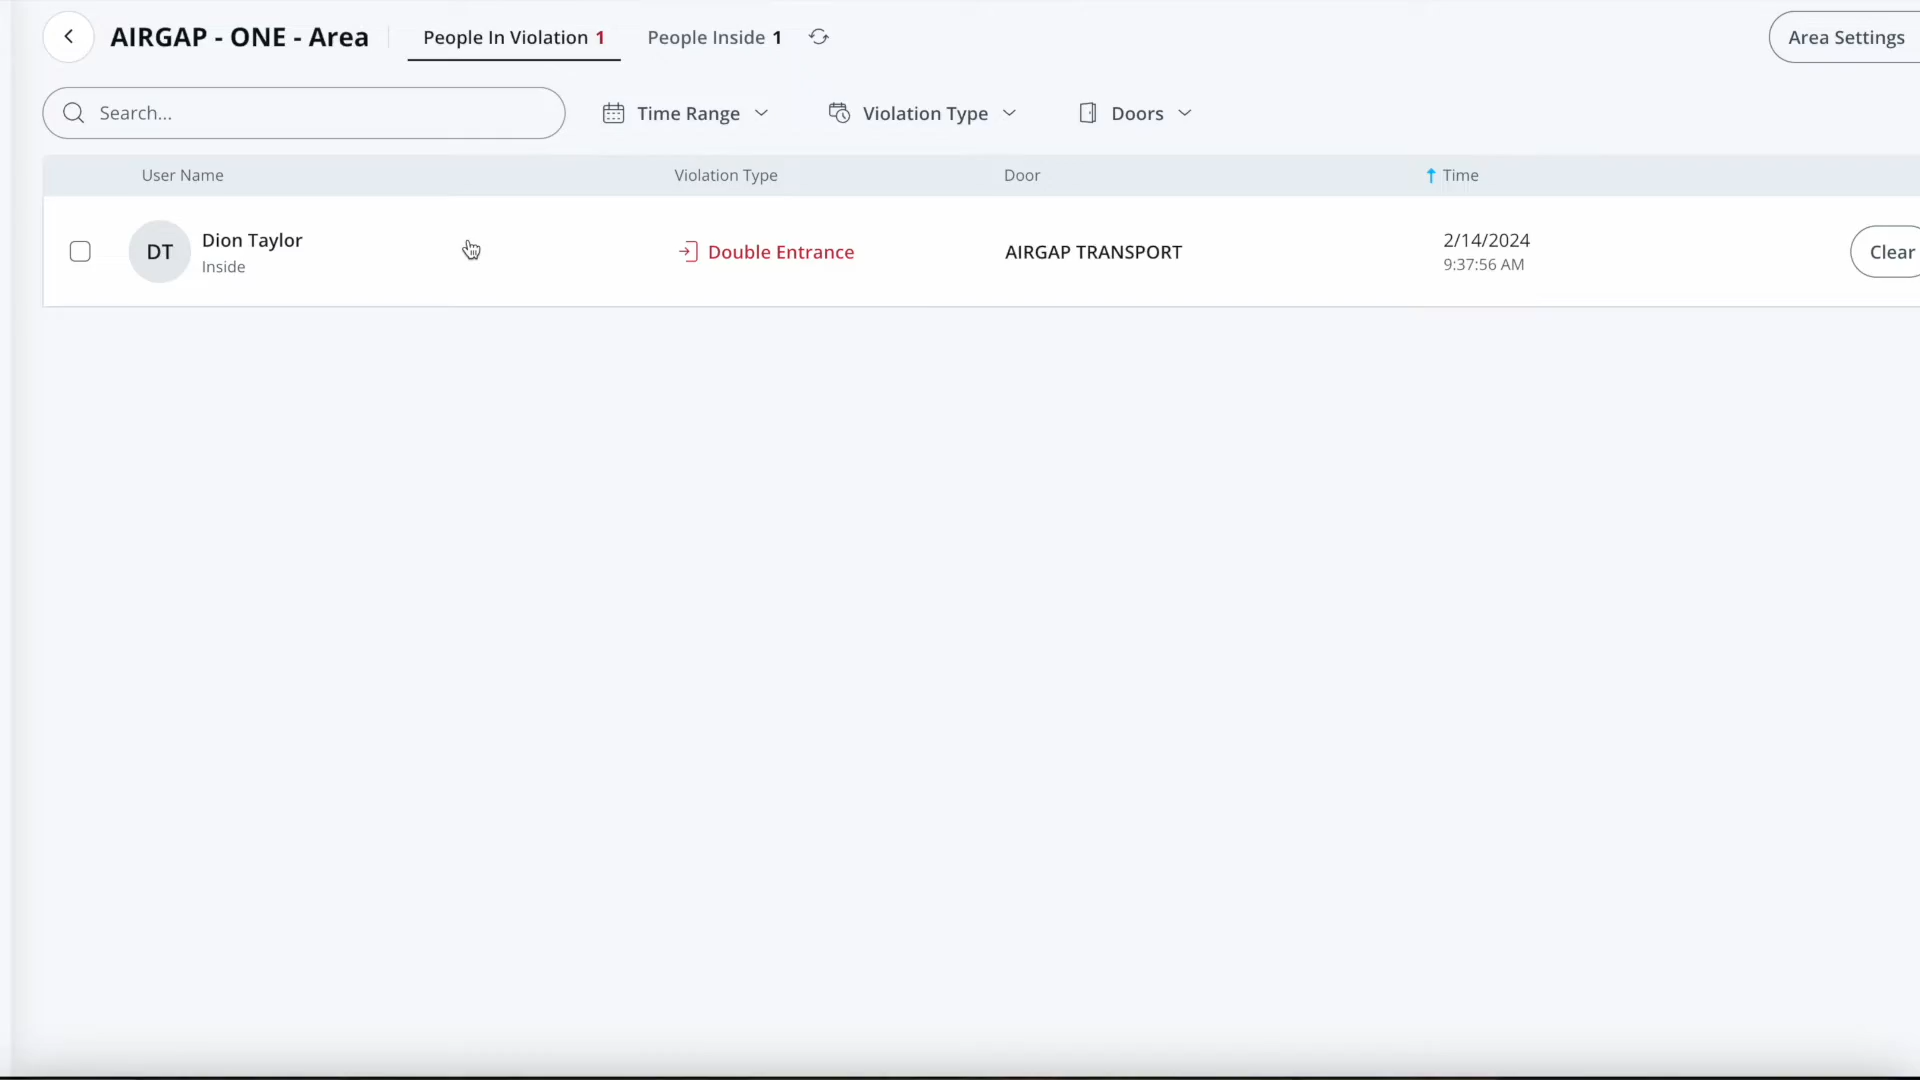 AIRGAP - ONE - Area
People In Violation 1
People Inside 1
Area Settings
Search...
Time Range
Violation Type
Doors
User Name
Violation Type
Door
Time
DT
Dion Taylor
Inside
Double Entrance
AIRGAP TRANSPORT
2/14/2024
9:37:56 AM
Clear